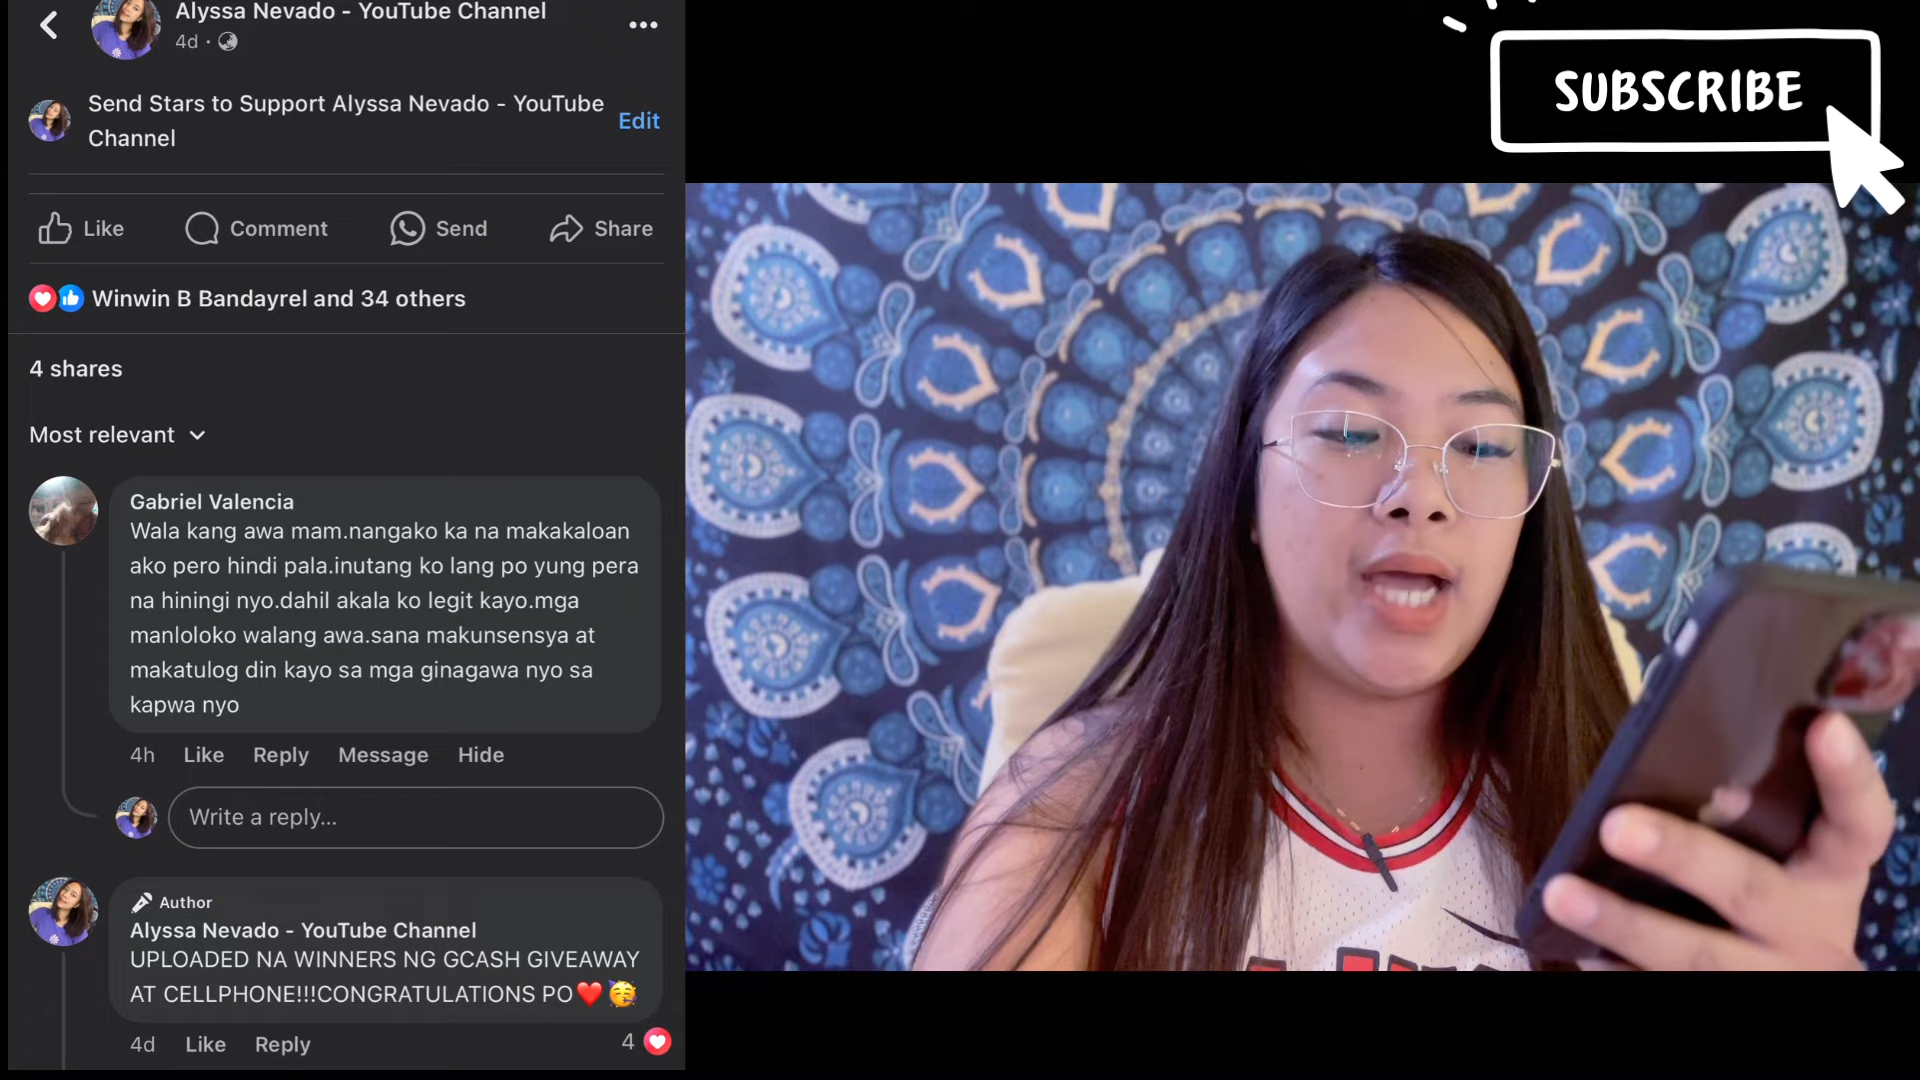 Alyssa Nevado - YouTube Channel
4d ·
Send Stars to Support Alyssa Nevado - YouTube
Channel
Edit
Like
Comment
Send
Share
Winwin B Bandayrel and 34 others
4 shares
Most relevant
Gabriel Valencia
Wala kang awa mam.nangako ka na makakaloan
ako pero hindi pala.inutang ko lang po yung pera
na hiningi nyo.dahil akala ko legit kayo.mga
manloloko walang awa.sana makunsensya at
makatulog din kayo sa mga ginagawa nyo sa
kapwa nyo
4h Like Reply Message Hide
Write a reply...
Author
Alyssa Nevado - YouTube Channel
UPLOADED NA WINNERS NG GCASH GIVEAWAY
AT CELLPHONE!!!CONGRATULATIONS PO❤️🥳
4d Like Reply 4
SUBSCRIBE